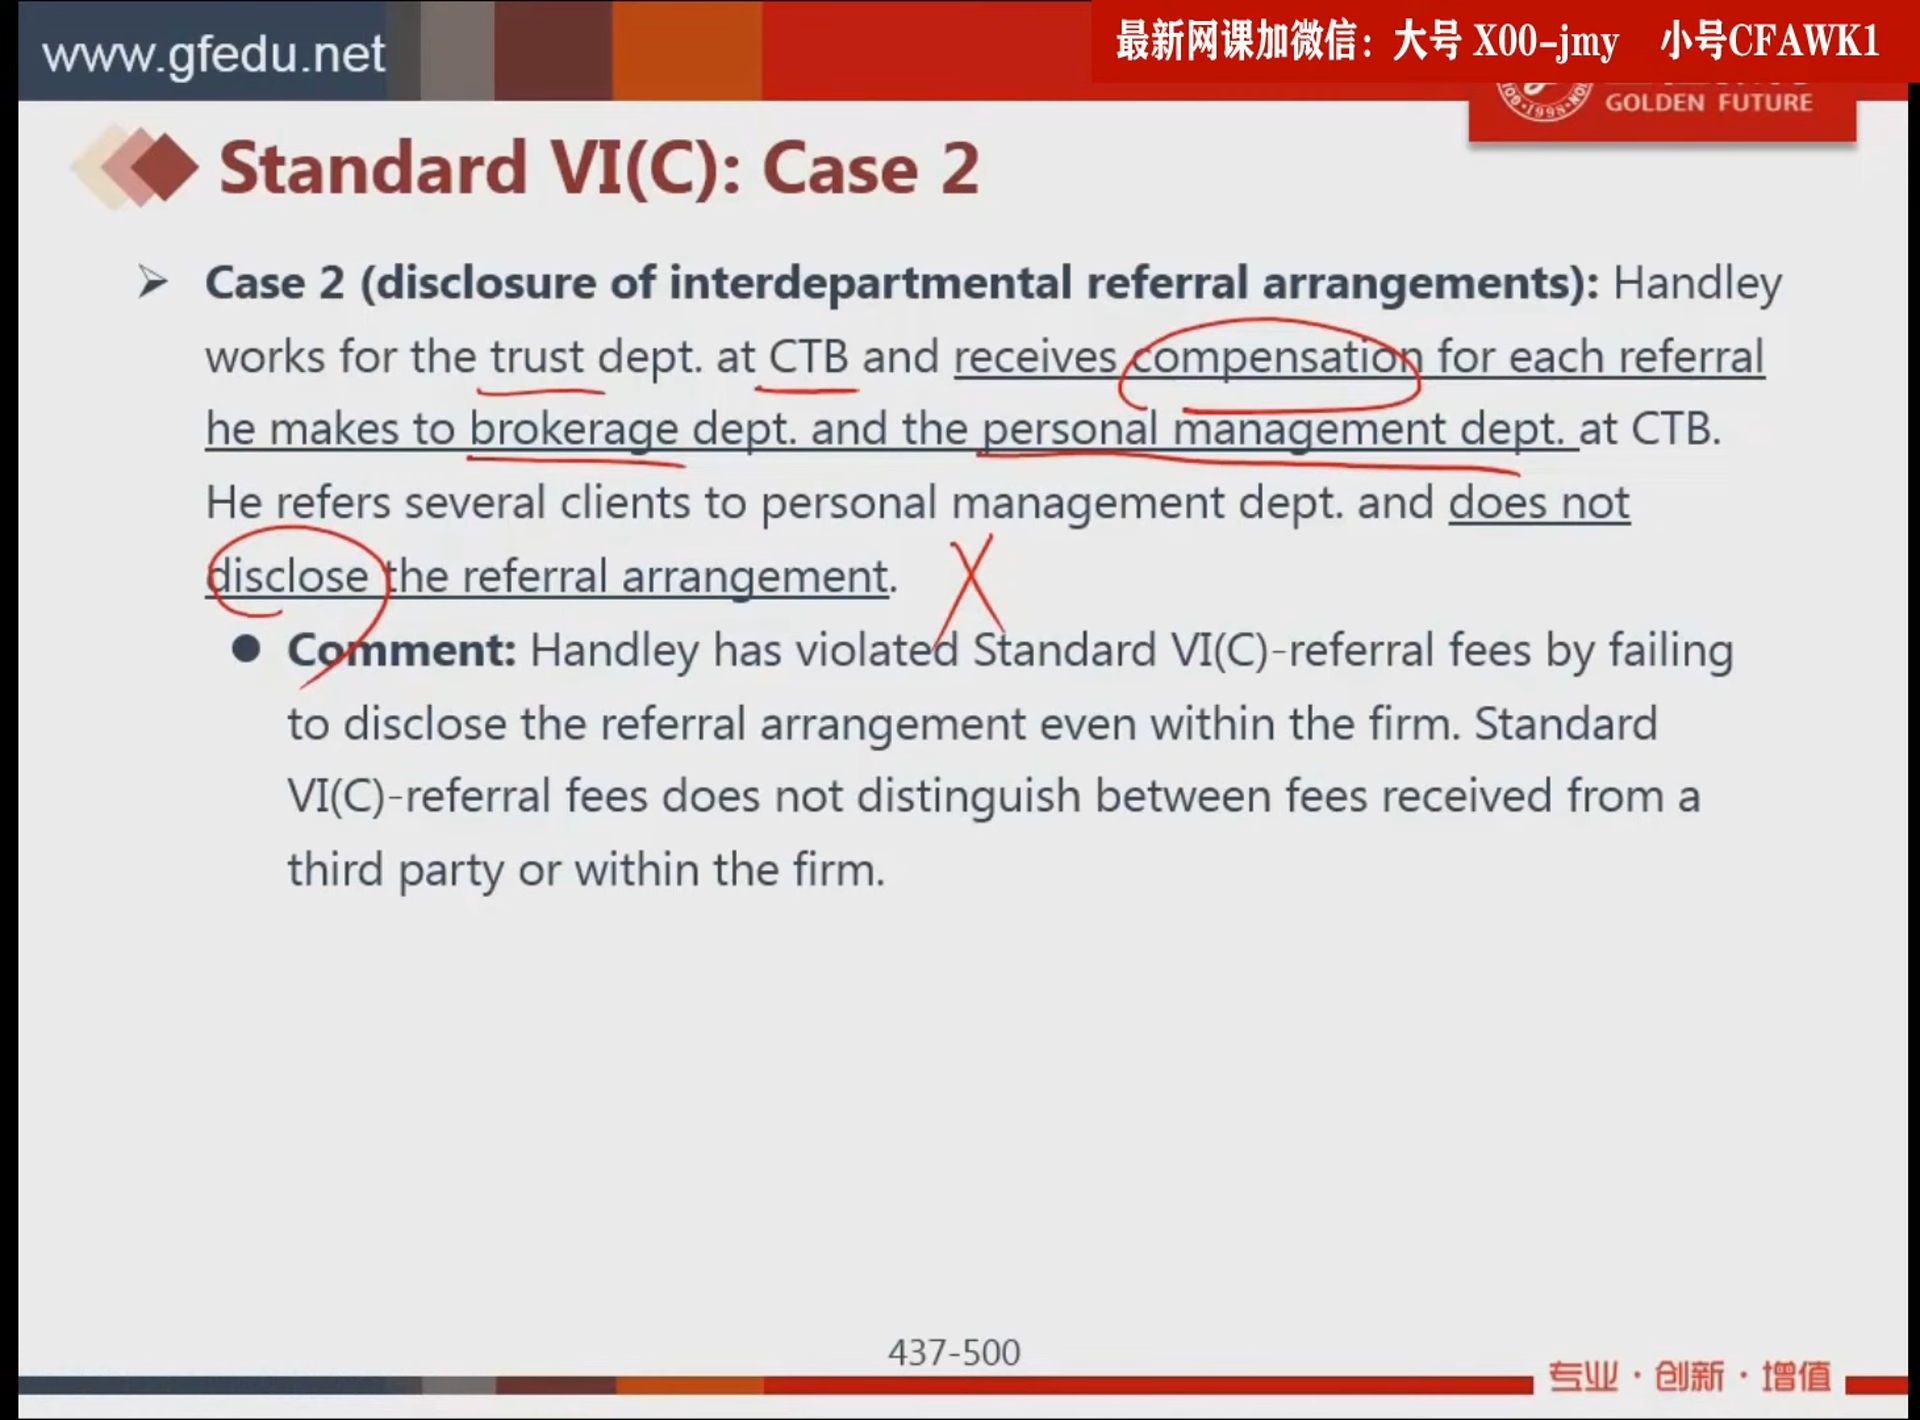 www.gfedu.net
最新网课加微信：大号 X00-jmy 小号CFAWK1
GOLDEN FUTURE
Standard VI(C): Case 2
➢ Case 2 (disclosure of interdepartmental referral arrangements): Handley
works for the trust dept. at CTB and receives compensation for each referral
he makes to brokerage dept. and the personal management dept. at CTB.
He refers several clients to personal management dept. and does not
disclose the referral arrangement.
● Comment: Handley has violated Standard VI(C)-referral fees by failing
to disclose the referral arrangement even within the firm. Standard
VI(C)-referral fees does not distinguish between fees received from a
third party or within the firm.
437-500
专业·创新·增值